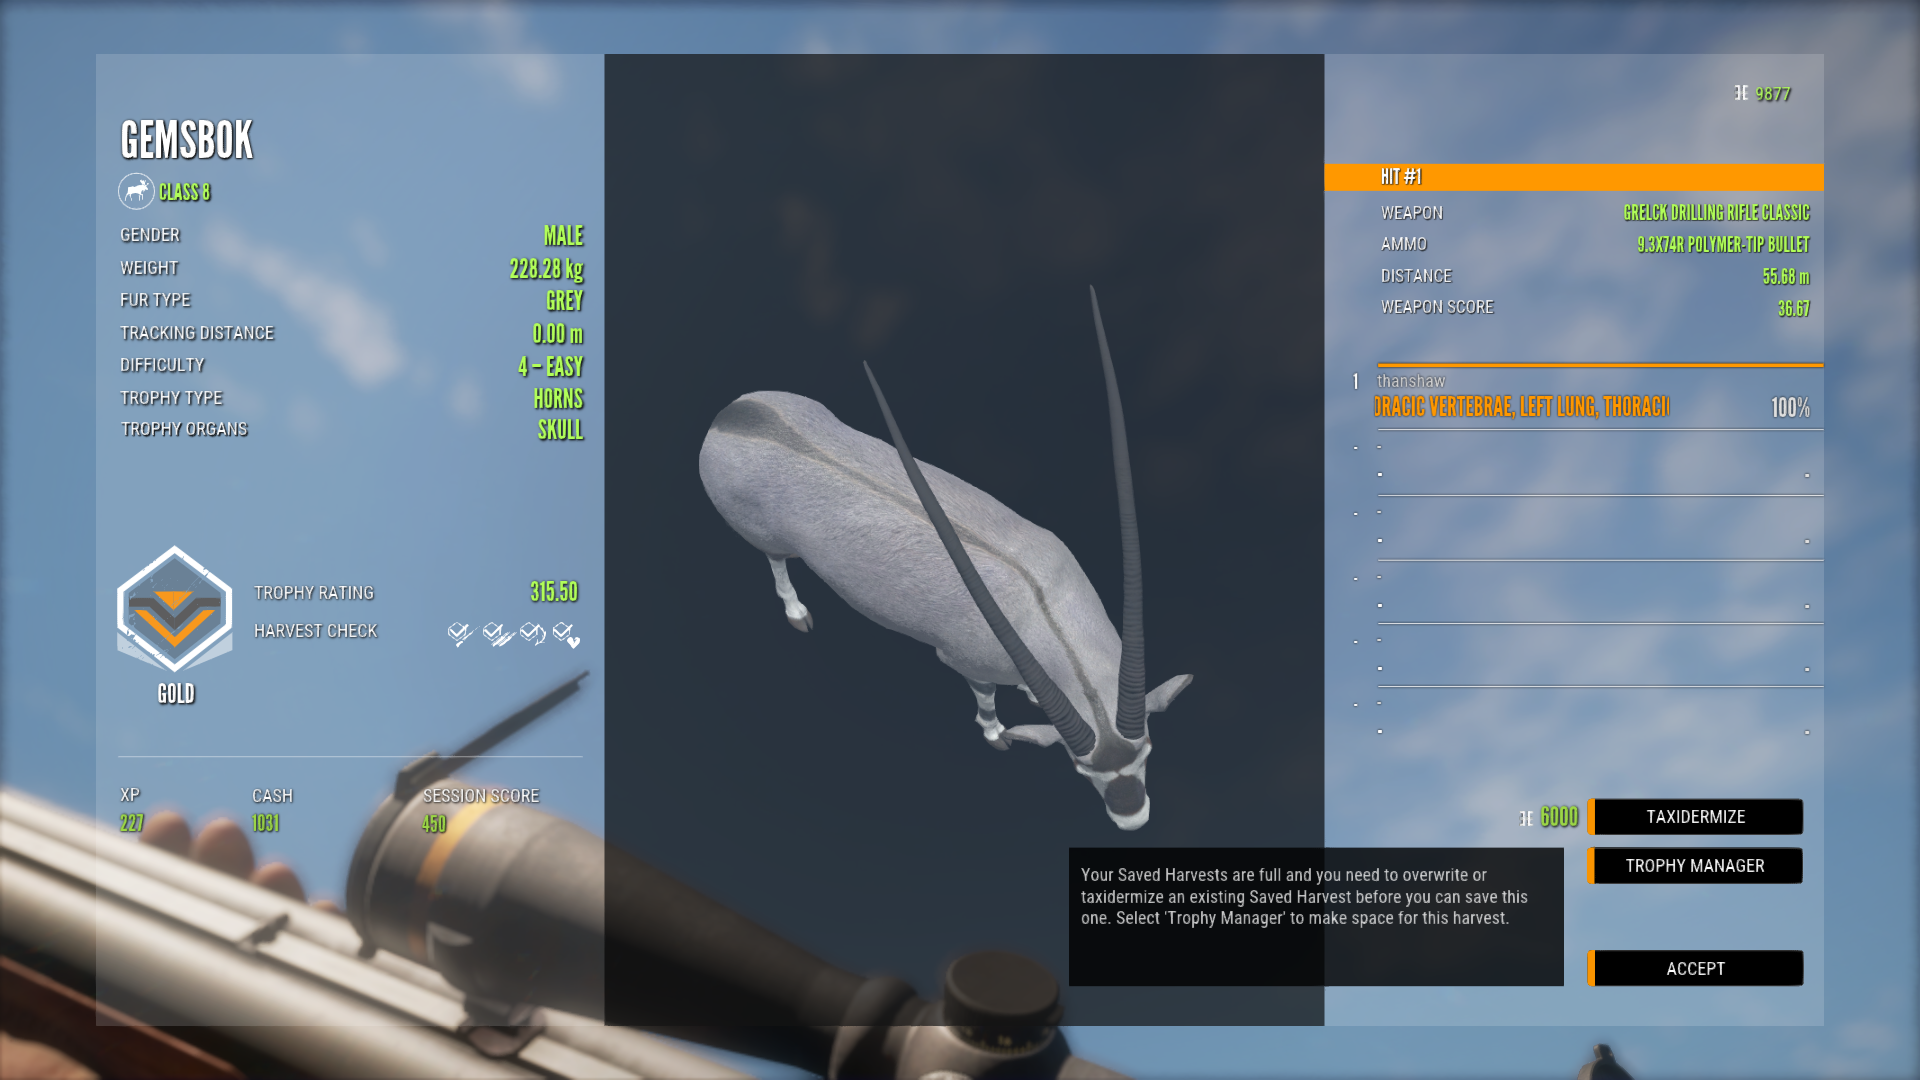 GEMSBOK
CLASS 8
GENDER MALE
WEIGHT 228.28 kg
FUR TYPE GREY
TRACKING DISTANCE 0.00 m
DIFFICULTY 4 – EASY
TROPHY TYPE HORNS
TROPHY ORGANS SKULL
TROPHY RATING 315.50
HARVEST CHECK
GOLD
XP CASH SESSION SCORE
227 1031 450
9877
HIT #1
WEAPON GRELCK DRILLING RIFLE CLASSIC
AMMO 9.3X74R POLYMER-TIP BULLET
DISTANCE 55.68 m
WEAPON SCORE 36.67
1 thanshaw
ORACIC VERTEBRAE, LEFT LUNG, THORACI 100%
- -
- -
- -
- -
- -
- -
- -
- -
- -
- -
6000 TAXIDERMIZE
TROPHY MANAGER
Your Saved Harvests are full and you need to overwrite or
taxidermize an existing Saved Harvest before you can save this
one. Select 'Trophy Manager' to make space for this harvest.
ACCEPT